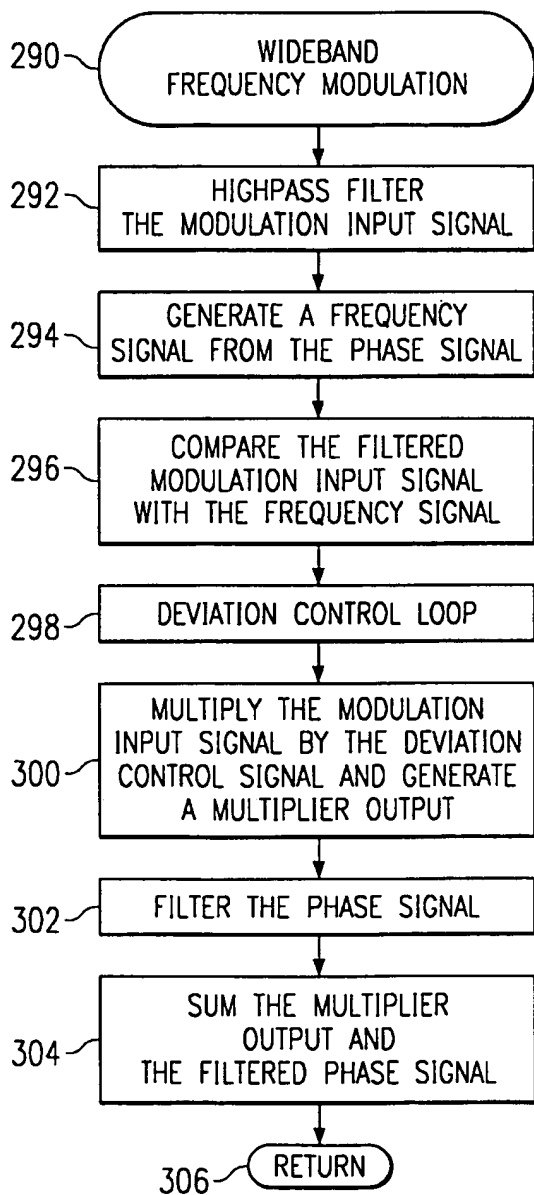 290
WIDEBAND
FREQUENCY MODULATION
292
HIGHPASS FILTER
THE MODULATION INPUT SIGNAL
294
GENERATE A FREQUENCY
SIGNAL FROM THE PHASE SIGNAL
296
COMPARE THE FILTERED
MODULATION INPUT SIGNAL
WITH THE FREQUENCY SIGNAL
298
DEVIATION CONTROL LOOP
300
MULTIPLY THE MODULATION
INPUT SIGNAL BY THE DEVIATION
CONTROL SIGNAL AND GENERATE
A MULTIPLIER OUTPUT
302
FILTER THE PHASE SIGNAL
304
SUM THE MULTIPLIER
OUTPUT AND
THE FILTERED PHASE SIGNAL
306
RETURN